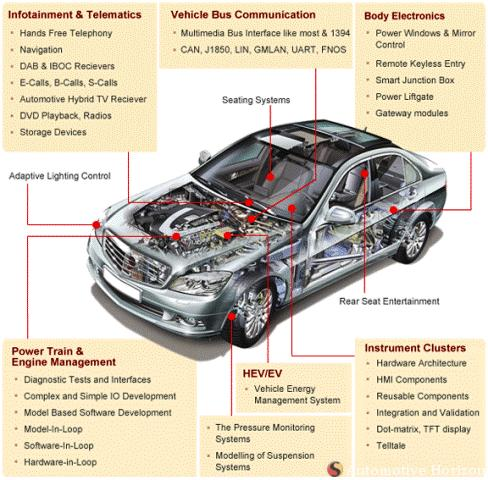 Infotainment & Telematics
Hands Free Telephony
Navigation
DAB & IBOC Recievers
E-Calls, B-Calls, S-Calls
Automotive Hybrid TV Reciever
DVD Playback, Radios
Storage Devices
Vehicle Bus Communication
Multimedia Bus Interface like most & 1394
CAN, J1850, LIN, GMLAN, UART, FNOS
Body Electronics
Power Windows & Mirror
Control
Remote Keyless Entry
Smart Junction Box
Power Liftgate
Gateway modules
Seating Systems
Adaptive Lighting Control
Rear Seat Entertainment
Power Train &
Engine Management
Diagnostic Tests and Interfaces
Complex and Simple IO Development
Model Based Software Development
Model-In-Loop
Software-In-Loop
Hardware-in-Loop
HEV/EV
Vehicle Energy
Management System
The Pressure Monitoring
Systems
Modelling of Suspension
Systems
Instrument Clusters
Hardware Architecture
HMI Components
Reusable Components
Integration and Validation
Dot-matrix, TFT display
Telltale
Automotive Horizon